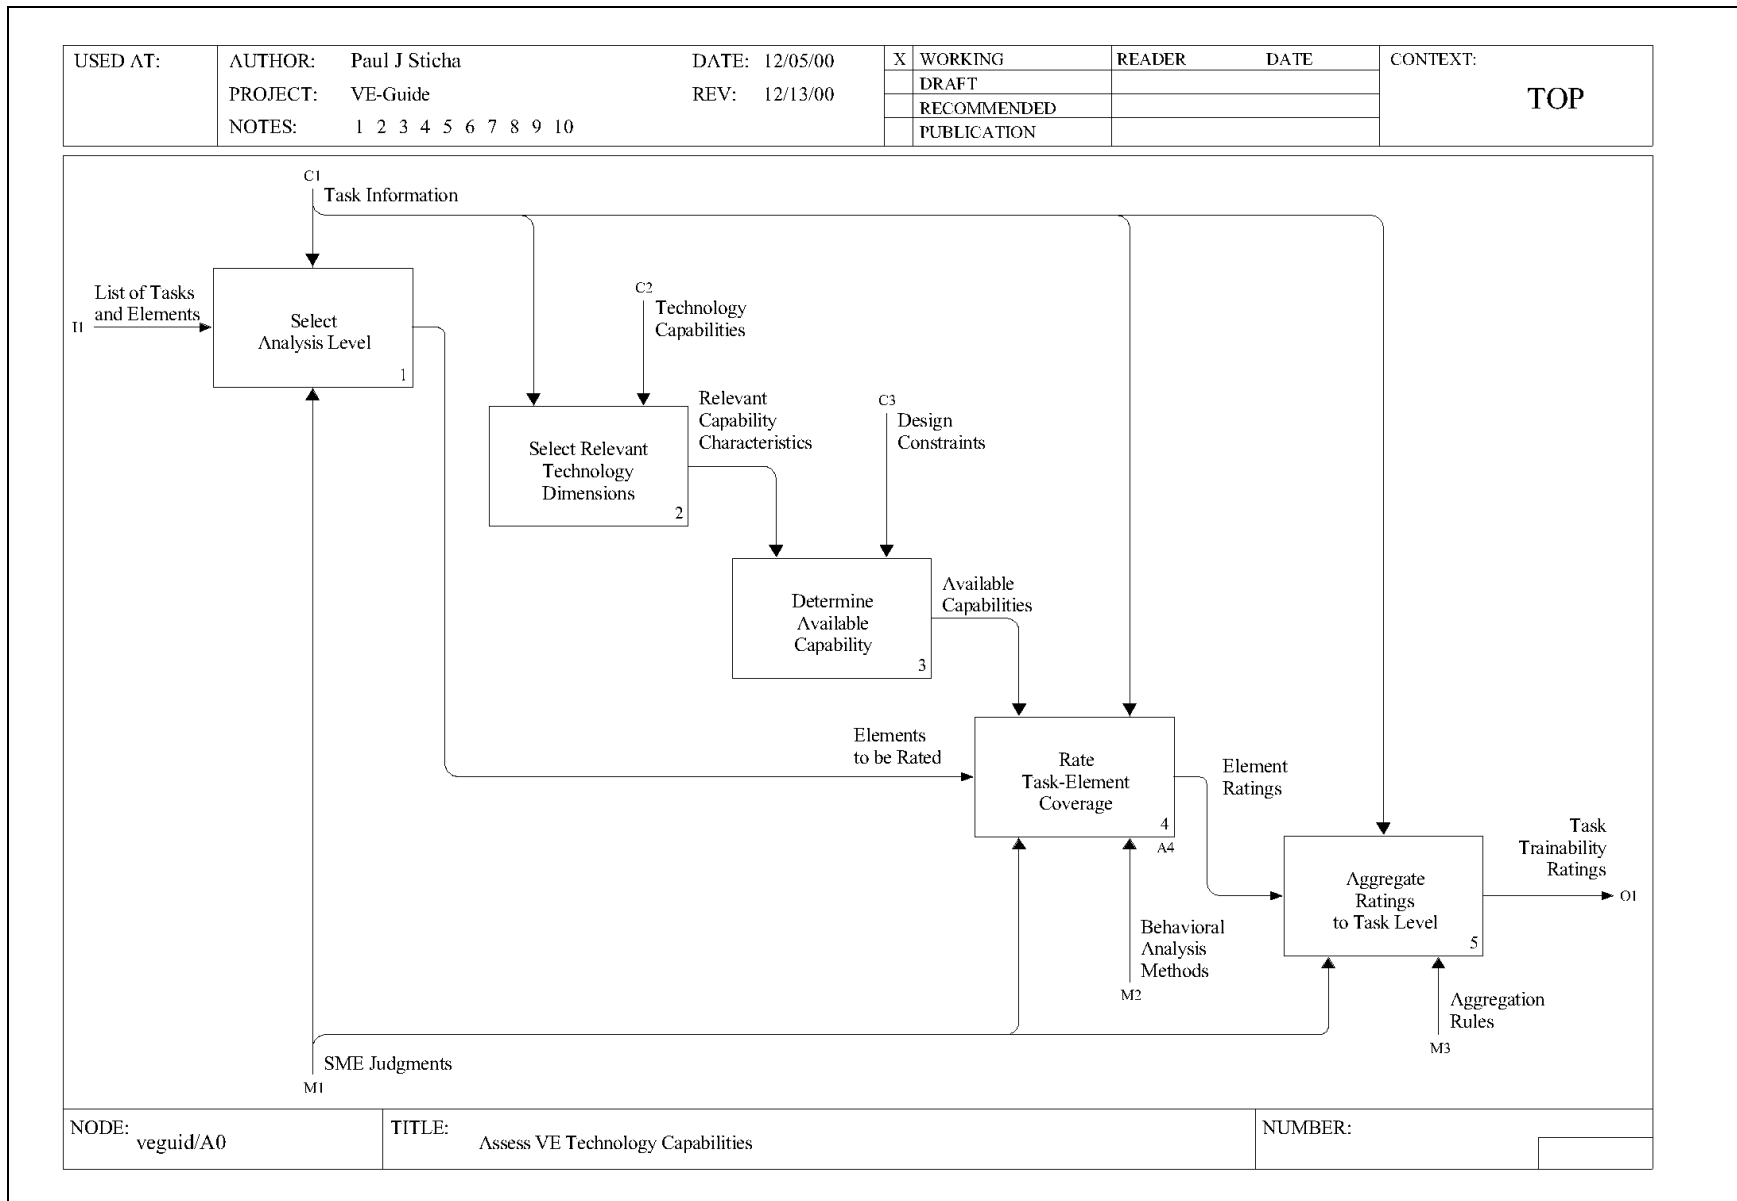 USED AT:
AUTHOR: Paul J Sticha
DATE: 12/05/00
PROJECT: VE-Guide
REV: 12/13/00
NOTES: 1 2 3 4 5 6 7 8 9 10
X WORKING
DRAFT
RECOMMENDED
PUBLICATION
READER DATE
CONTEXT:
TOP
C1
Task Information
List of Tasks
and Elements
I1
Select
Analysis Level
1
C2
Technology
Capabilities
Select Relevant
Technology
Dimensions
2
Relevant
Capability
Characteristics
C3
Design
Constraints
Determine
Available
Capability
3
Available
Capabilities
Elements
to be Rated
Rate
Task-Element
Coverage
4
A4
Element
Ratings
Task
Trainability
Ratings
O1
Aggregate
Ratings
to Task Level
5
Behavioral
Analysis
Methods
M2
Aggregation
Rules
M3
SME Judgments
M1
NODE: veguid/A0
TITLE: Assess VE Technology Capabilities
NUMBER: